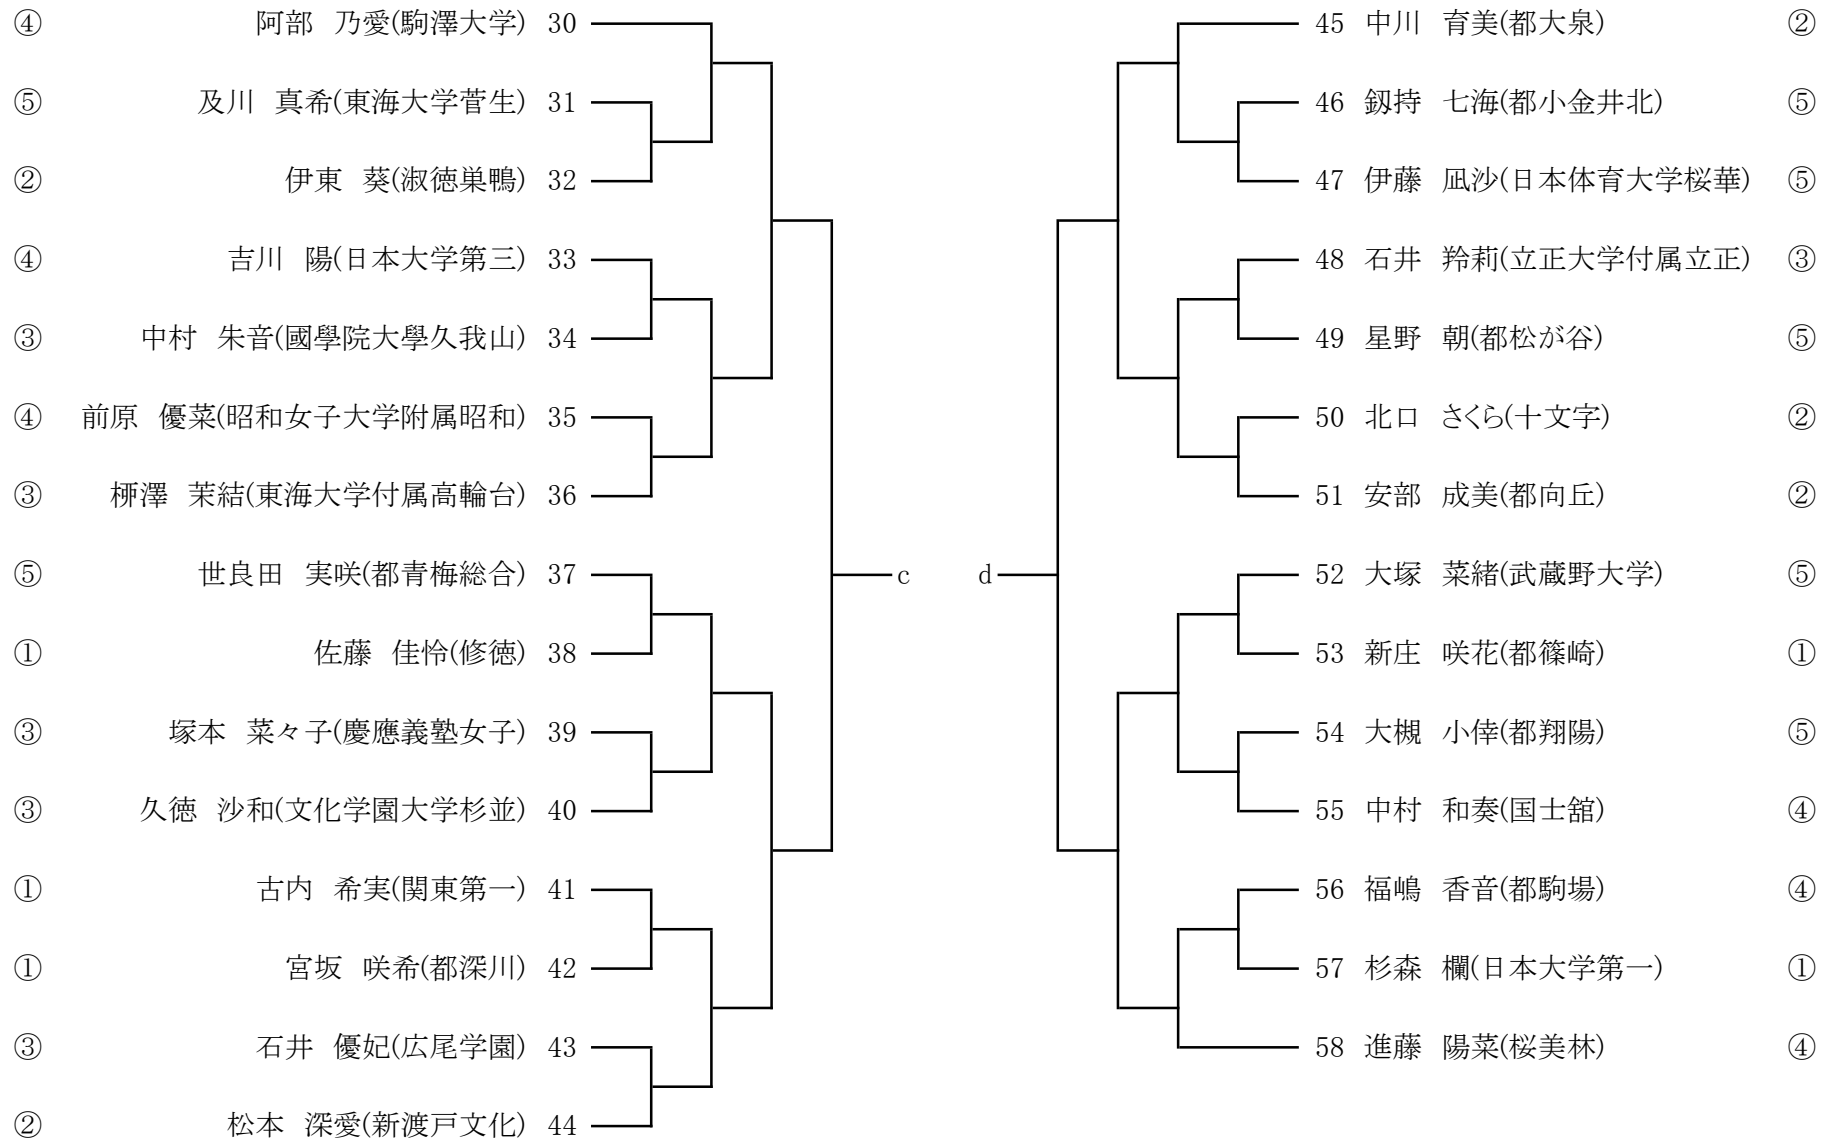 ④ 阿部 乃愛(駒澤大学) 30
⑤ 及川 真希(東海大学菅生) 31
② 伊東 葵(淑徳巣鴨) 32
④ 吉川 陽(日本大学第三) 33
③ 中村 朱音(國學院大學久我山) 34
④ 前原 優菜(昭和女子大学附属昭和) 35
③ 桺澤 茉結(東海大学付属高輪台) 36
⑤ 世良田 実咲(都青梅総合) 37
① 佐藤 佳怜(修徳) 38
③ 塚本 菜々子(慶應義塾女子) 39
③ 久徳 沙和(文化学園大学杉並) 40
① 古内 希実(関東第一) 41
① 宮坂 咲希(都深川) 42
③ 石井 優妃(広尾学園) 43
② 松本 深愛(新渡戸文化) 44
c
d
45 中川 育美(都大泉) ②
46 釼持 七海(都小金井北) ⑤
47 伊藤 凪沙(日本体育大学桜華) ⑤
48 石井 羚莉(立正大学付属立正) ③
49 星野 朝(都松が谷) ⑤
50 北口 さくら(十文字) ②
51 安部 成美(都向丘) ②
52 大塚 菜緒(武蔵野大学) ⑤
53 新庄 咲花(都篠崎) ①
54 大槻 小倖(都翔陽) ⑤
55 中村 和奏(国士舘) ④
56 福嶋 香音(都駒場) ④
57 杉森 欄(日本大学第一) ①
58 進藤 陽菜(桜美林) ④